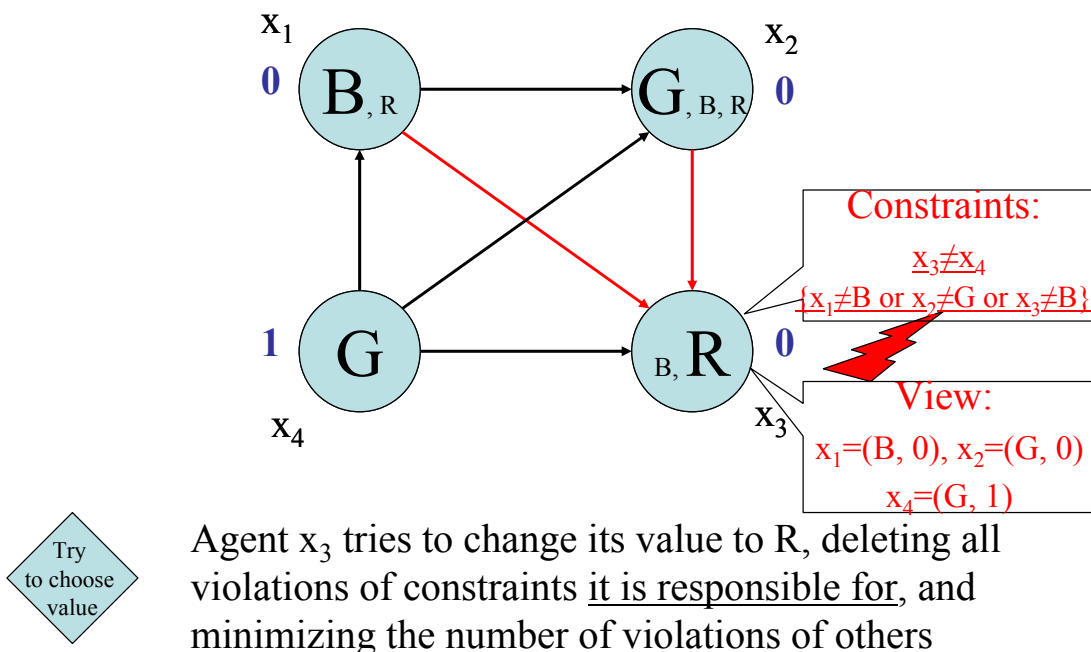 x₁
x₂
0
B, R
G, B, R
0
Constraints:
x₃≠x₄
{x₁≠B or x₂≠G or x₃≠B}
1
G
B, R
0
x₄
x₃
View:
x₁=(B, 0), x₂=(G, 0)
x₄=(G, 1)
Try
to choose
value
Agent x₃ tries to change its value to R, deleting all
violations of constraints it is responsible for, and
minimizing the number of violations of others